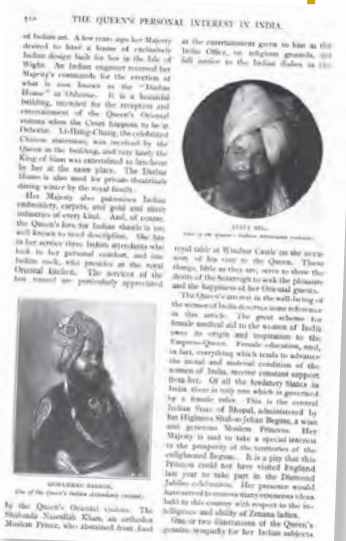 510 THE QUEEN'S PERSONAL INTEREST IN INDIA.
of Indian art. A few years ago her Majesty
desired to have a house of exclusively
Indian design built for her in the Isle of
Wight. An Indian engineer received her
Majesty's commands for the erection of
what is now known as the "Durbar
House" at Osborne. It is a beautiful
building, intended for the reception and
entertainment of the Queen's Oriental
visitors when the Court happens to be at
Osborne. Li-Hung-Chang, the celebrated
Chinese statesman, was received by the
Queen in the building, and very lately the
King of Siam was entertained to luncheon
by her at the same place. The Durbar
House is also used for private theatricals
during winter by the royal family.
Her Majesty also patronises Indian
embroidery, carpets, and gold and silver
industries of every kind. And, of course,
the Queen's love for Indian shawls is too
well known to need description. She has
in her service three Indian attendants who
look to her personal comfort, and one
Indian cook, who presides at the royal
Oriental kitchen. The services of the
last named are particularly appreciated
One of the Queen's Indian attendants
by the Queen's Oriental visitors. The
Shahzada Nasrullah Khan, an orthodox
Moslem Prince, who abstained from food
at the entertainment given to him at the
India Office, on religious grounds, did
full justice to the Indian dishes at the
One of the Queen's Indian attendants
royal table at Windsor Castle on the occa-
sion of his visit to the Queen. These
things, little as they are, serve to show the
desire of the Sovereign to seek the pleasure
and the happiness of her Oriental guests.
The Queen's interest in the well-being of
the women of India deserves some reference
in this article. The great scheme for
female medical aid to the women of India
owes its origin and inspiration to the
Empress-Queen. Female education, and,
in fact, everything which tends to advance
the moral and material condition of the
women of India, receive constant support
from her. Of all the feudatory States in
India there is only one which is governed
by a female ruler. This is the central
Indian State of Bhopal, administered by
her Highness Shahan-Jehan Begum, a wise
and generous Moslem Princess. Her
Majesty is said to take a special interest
in the prosperity of the territories of the
enlightened Begum. It is a pity that this
Princess could not have visited England
last year to take part in the Diamond
Jubilee celebration. Her presence would
have served to remove many erroneous ideas
held in this country with respect to the in-
telligence and ability of Zenana ladies.
One or two illustrations of the Queen's
genuine sympathy for her Indian subjects